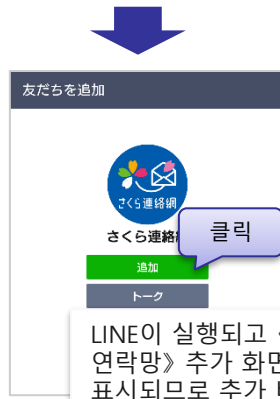 友だちを追加
さくら連絡網
さくら連絡
클릭
追加
トーク
LINE이 실행되고
연락망》 추가 화면
표시되므로 추가